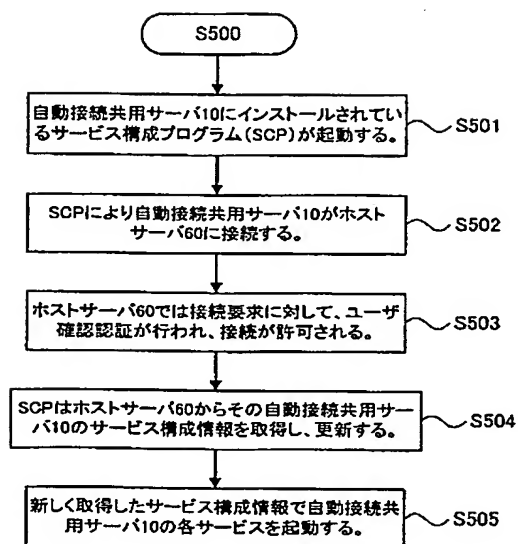 S500
自動接続共用サーバ10にインストールされてい
るサービス構成プログラム(SCP)が起動する。
S501
SCPにより自動接続共用サーバ10がホスト
サーバ60に接続する。
S502
ホストサーバ60では接続要求に対して、ユーザ
確認認証が行われ、接続が許可される。
S503
SCPはホストサーバ60からその自動接続共用サー
バ10のサービス構成情報を取得し、更新する。
S504
新しく取得したサービス構成情報で自動接続共
用サーバ10の各サービスを起動する。
S505